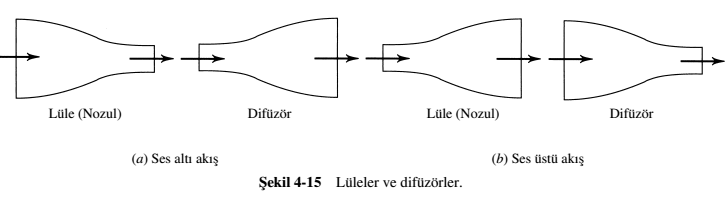 Lüle (Nozul) Difüzör Lüle (Nozul) Difüzör
(a) Ses altı akış (b) Ses üstü akış
Şekil 4-15 Lüleler ve difüzörler.